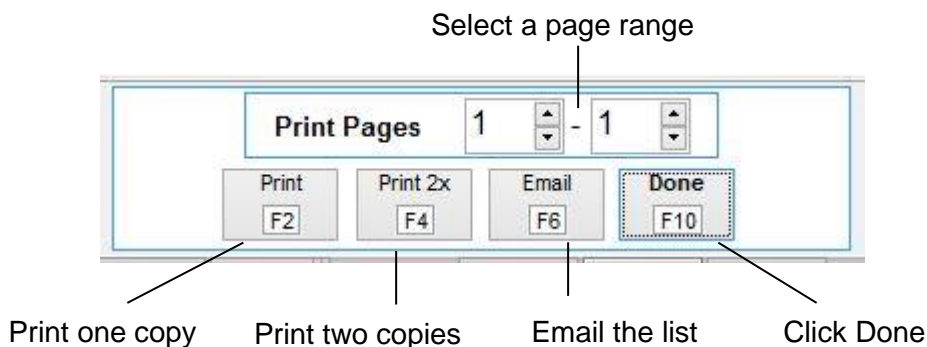 Select a page range
Print Pages 1 - 1
Print Print 2x Email Done
F2 F4 F6 F10
Print one copy Print two copies Email the list Click Done